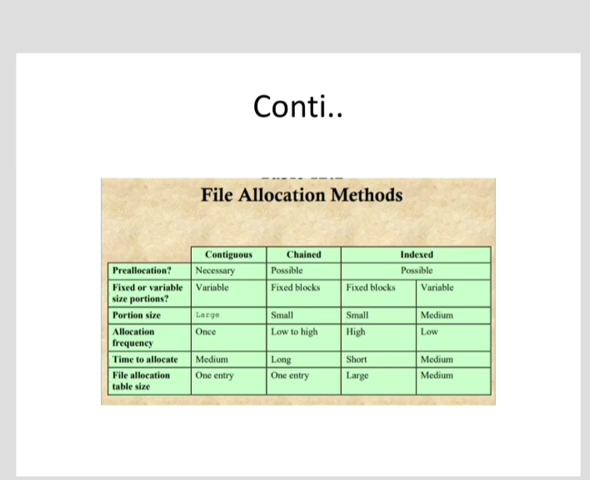 Conti..
File Allocation Methods
Contiguous Chained Indexed
Preallocation? Necessary Possible Possible
Fixed or variable size portions? Variable Fixed blocks Fixed blocks Variable
Portion size Large Small Small Medium
Allocation frequency Once Low to high High Low
Time to allocate Medium Long Short Medium
File allocation table size One entry One entry Large Medium